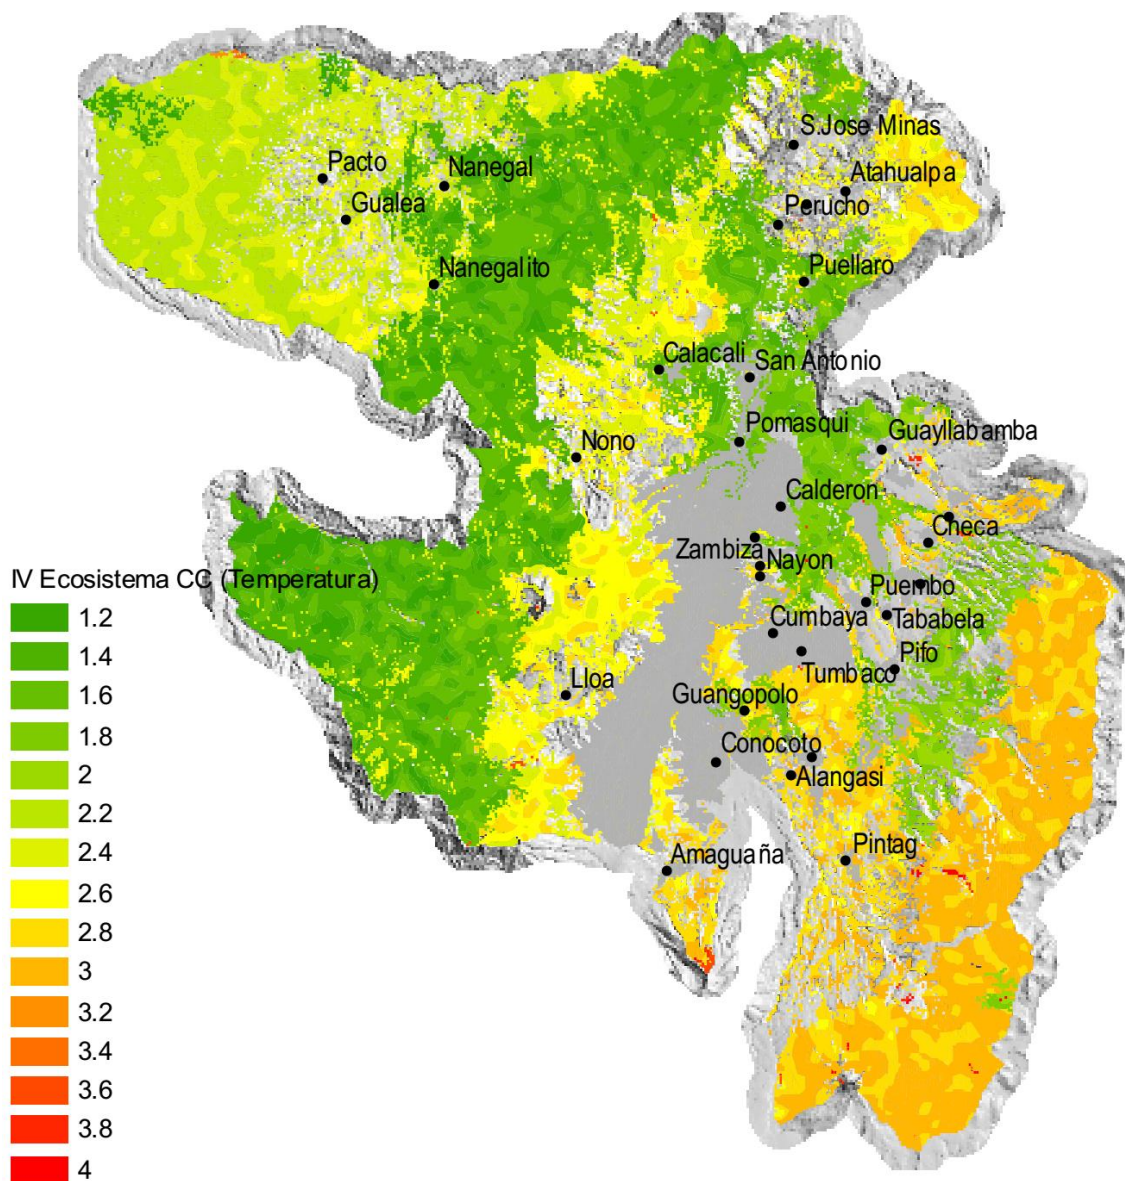 S.Jose Minas
Pacto
Nanegal
Atahualpa
Gualea
Perucho
Nanegalito
Puellaro
Calacali
San Antonio
Pomasqui
Guayllabamba
Nono
Calderon
Checa
Zambiza
Nayon
IV Ecosistema CC (Temperatura)
Puembo
Cumbaya
Tababela
Pifo
Tumbaco
Lloa
Guangopolo
Conocoto
Alangasi
Amaguaña
Pintag
1.2
1.4
1.6
1.8
2
2.2
2.4
2.6
2.8
3
3.2
3.4
3.6
3.8
4